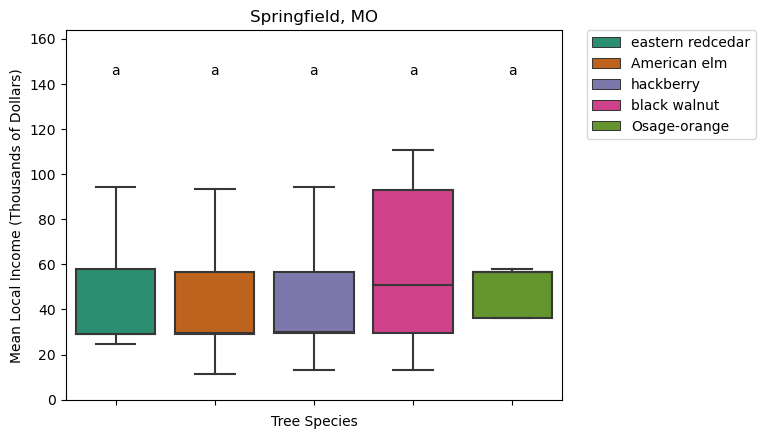 Springfield, MO
Mean Local Income (Thousands of Dollars)
160
140
120
100
80
60
40
20
0
a a a a a
Tree Species
eastern redcedar
American elm
hackberry
black walnut
Osage-orange